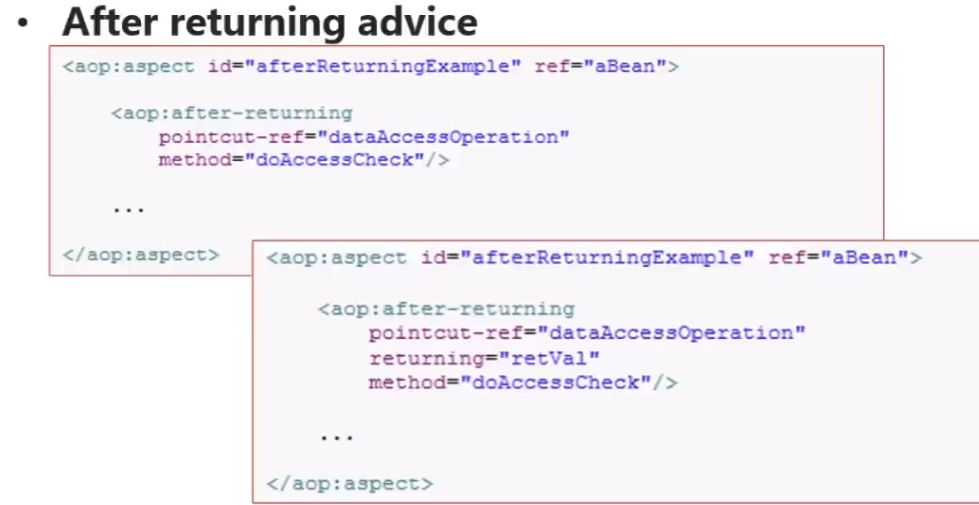 • After returning advice
<aop:aspect id="afterReturningExample" ref="aBean">
<aop:after-returning
pointcut-ref="dataAccessOperation"
method="doAccessCheck"/>
...
</aop:aspect>
<aop:aspect id="afterReturningExample" ref="aBean">
<aop:after-returning
pointcut-ref="dataAccessOperation"
returning="retVal"
method="doAccessCheck"/>
...
</aop:aspect>